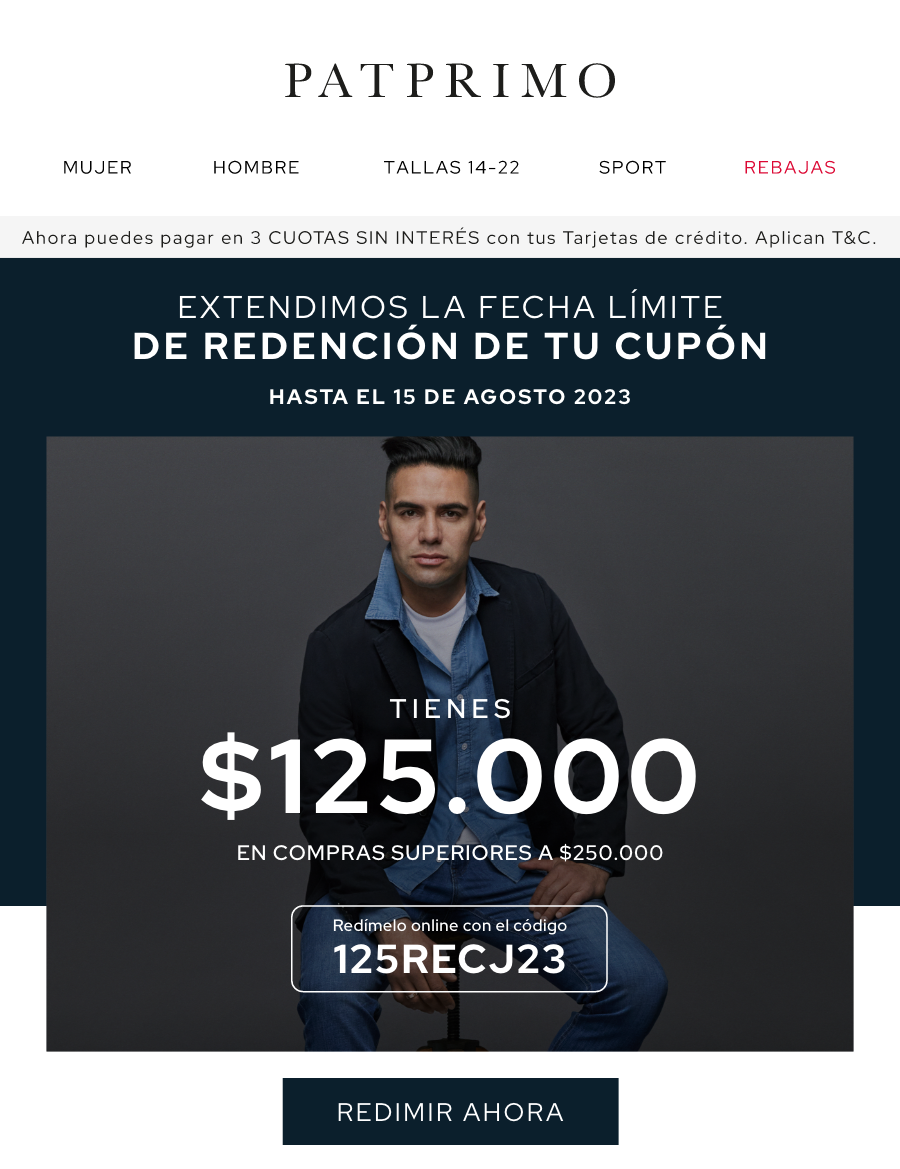 PATPRIMO
MUJER HOMBRE TALLAS 14-22 SPORT REBAJAS
Ahora puedes pagar en 3 CUOTAS SIN INTERÉS con tus Tarjetas de crédito. Aplican T&C.
EXTENDIMOS LA FECHA LÍMITE
DE REDENCIÓN DE TU CUPÓN
HASTA EL 15 DE AGOSTO 2023
TIENES
$125.000
EN COMPRAS SUPERIORES A $250.000
Redímelo online con el código
125RECJ23
REDIMIR AHORA